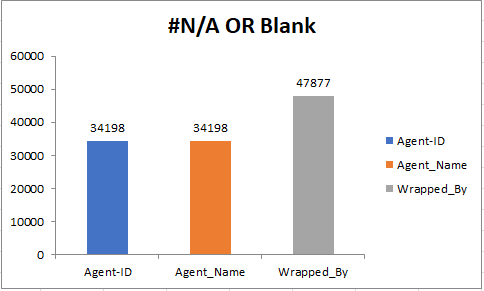 #N/A OR Blank
60000
50000
40000
30000
20000
10000
0
34198
34198
47877
Agent-ID
Agent_Name
Wrapped_By
Agent-ID
Agent_Name
Wrapped_By